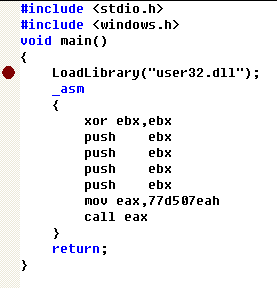 #include <stdio.h>
#include <windows.h>
void main()
{
LoadLibrary("user32.dll");
_asm
{
xor ebx,ebx
push ebx
push ebx
push ebx
push ebx
mov eax,77d507eah
call eax
}
return;
}